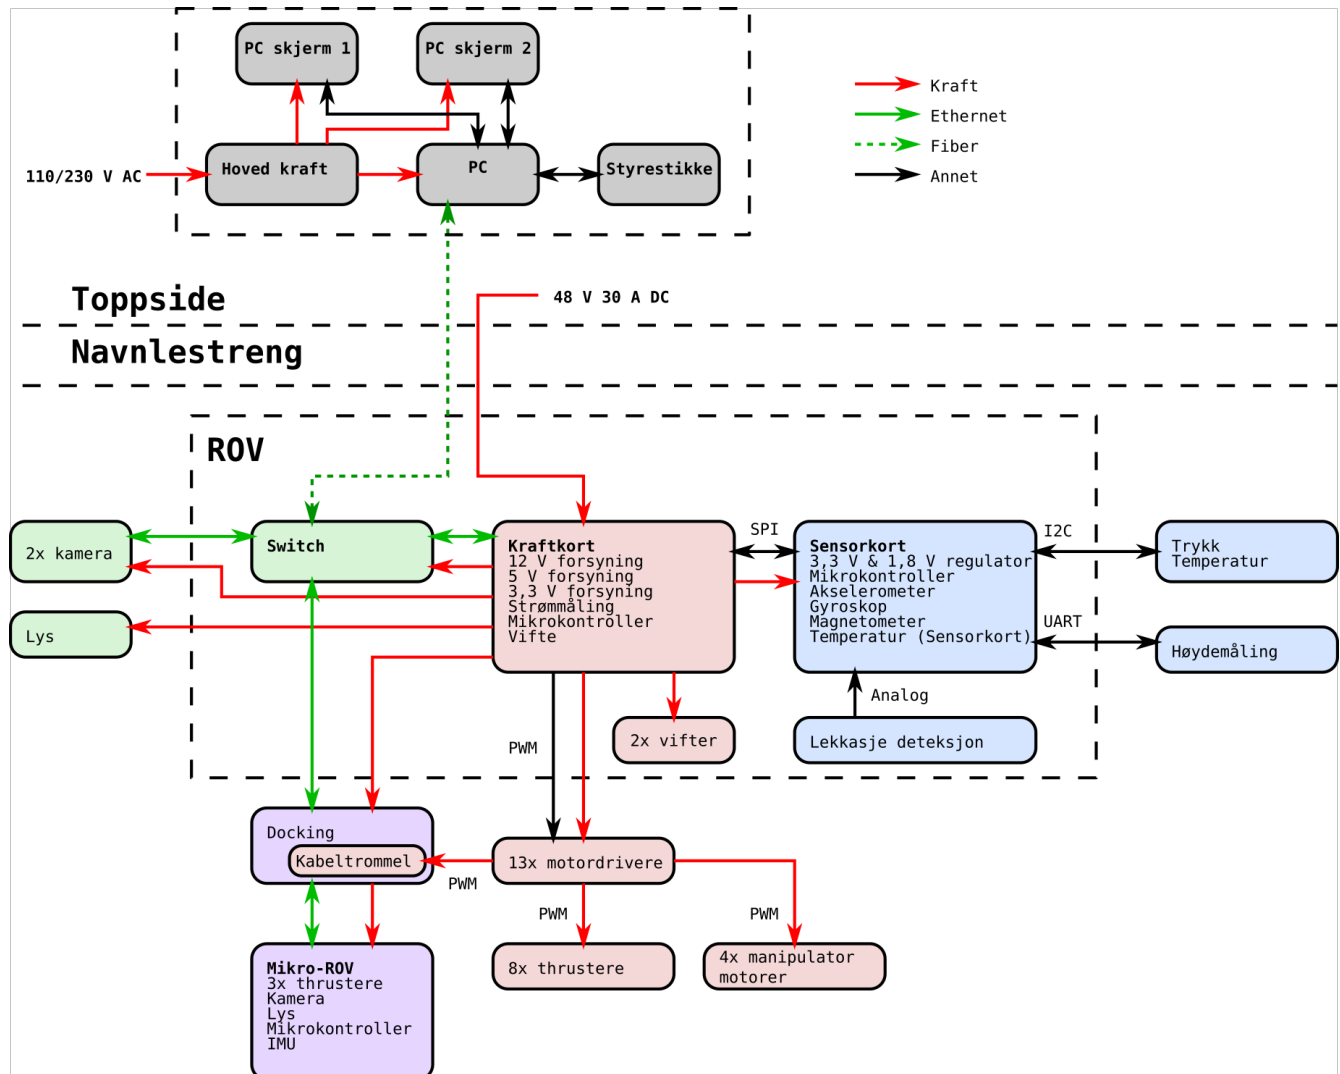 PC skjerm 1
PC skjerm 2
Kraft
Ethernet
Fiber
Annet
110/230 V AC
Hoved kraft
PC
Styrestikke
Toppside
48 V 30 A DC
Navnlestreng
ROV
2x kamera
Lys
Switch
Kraftkort
12 V forsyning
5 V forsyning
3,3 V forsyning
Strømmåling
Mikrokontroller
Vifte
SPI
Sensorkort
3,3 V & 1,8 V regulator
Mikrokontroller
Akselerometer
Gyroskop
Magnetometer
Temperatur (Sensorkort)
I2C
UART
Trykk
Temperatur
Høydemåling
Analog
Lekkasje deteksjon
2x vifter
PWM
Docking
Kabeltrommel
PWM
13x motordrivere
PWM
PWM
8x thrustere
4x manipulator
motorer
Mikro-ROV
3x thrustere
Kamera
Lys
Mikrokontroller
IMU